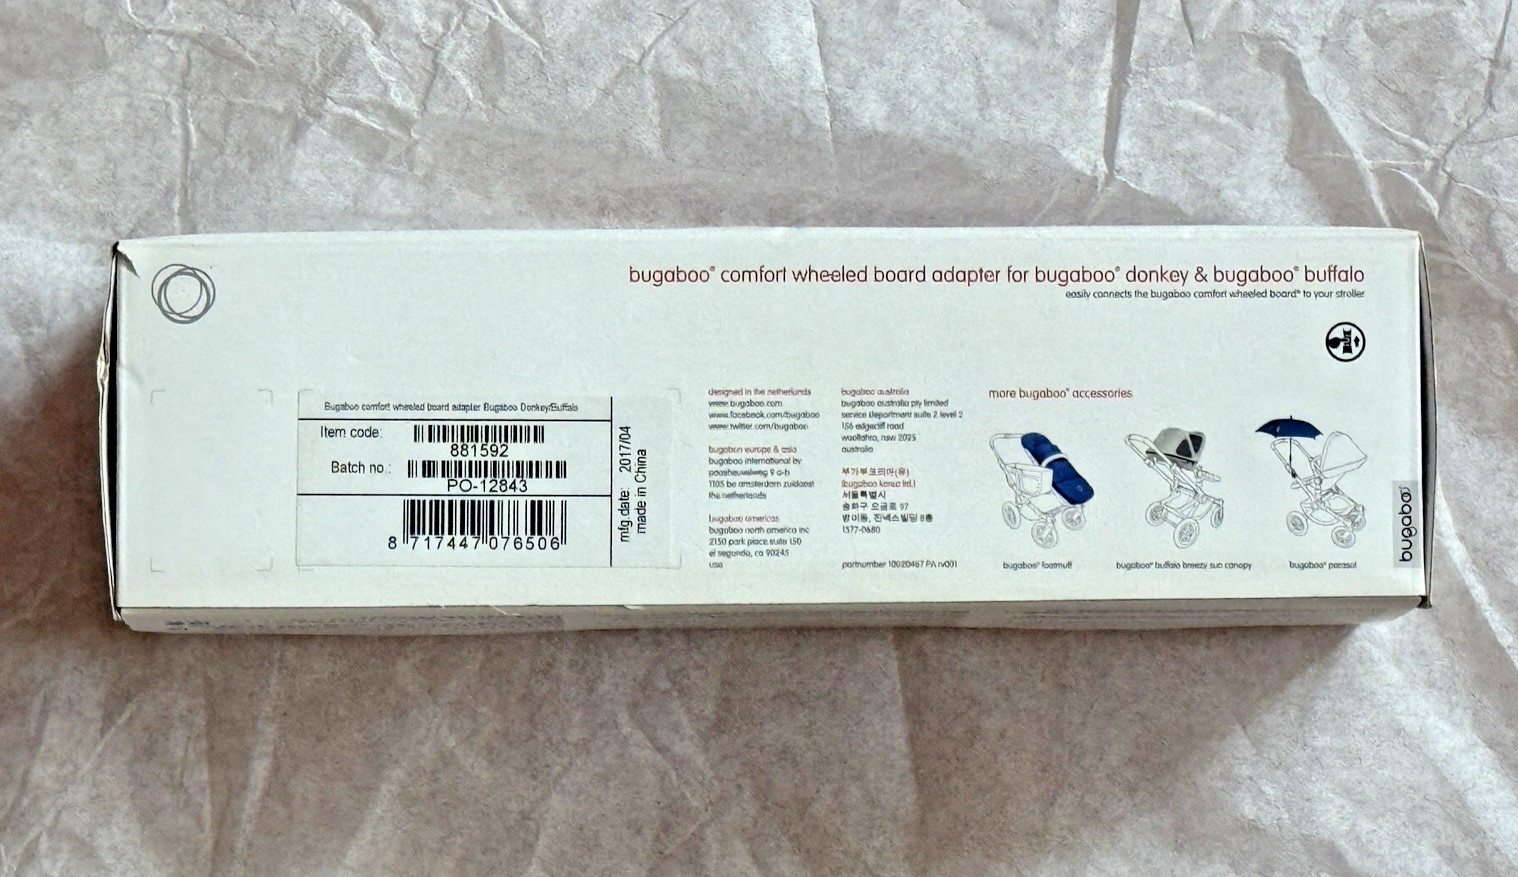 bugaboo® comfort wheeled board adapter for bugaboo® donkey & bugaboo® buffalo
easily connects the bugaboo comfort wheeled board® to your stroller
Bugaboo comfort wheeled board adapter Bugaboo Donkey/Buffalo
Item code:
881592
Batch no.:
PO-12843
8 717447 076506
mfg date: 2017/04
made in China
designed in the netherlands
www.bugaboo.com
www.facebook.com/bugaboo
www.twitter.com/bugaboo
bugaboo europe & asia
bugaboo international bv
paasheuvelweg 9 a-b
1105 be amsterdam zuidoost
the netherlands
bugaboo americas
bugaboo north america inc
2150 park place suite 150
el segundo, ca 90245
usa
bugaboo australia
bugaboo australia pty limited
service department suite 2 level 2
156 edgecliff road
woollahra, nsw 2025
australia
부가부코리아(유)
(bugaboo korea ltd.)
서울특별시
송파구 오금로 97
방이동, 진넥스빌딩 8층
1577-0680
partnumber 10020467 PA rv001
more bugaboo® accessories
bugaboo® footmuff
bugaboo® buffalo breezy sun canopy
bugaboo® parasol
bugaboo